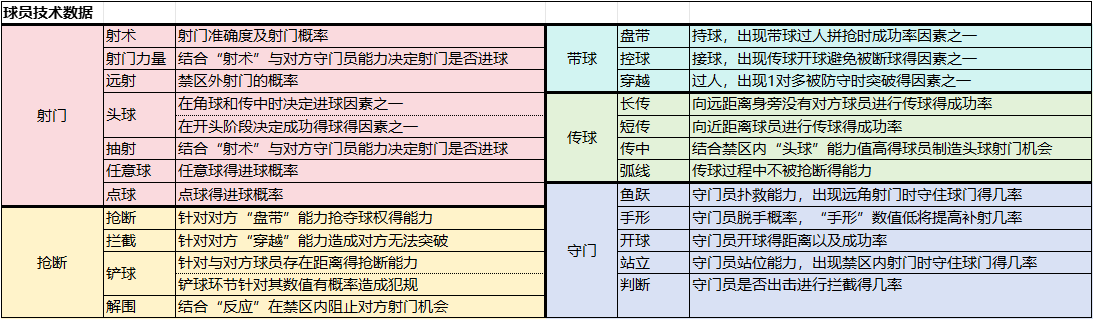 球员技术数据
射门
射术 射门准确度及射门概率
射门力量 结合“射术”与对方守门员能力决定射门是否进球
远射 禁区外射门的概率
头球 在角球和传中时决定进球因素之一
在开头阶段决定成功得球得因素之一
抽射 结合“射术”与对方守门员能力决定射门是否进球
任意球 任意球得进球概率
点球 点球得进球概率
抢断
抢断 针对对方“盘带”能力抢夺球权得能力
拦截 针对对方“穿越”能力造成对方无法突破
铲球 针对与对方球员存在距离得抢断能力
铲球环节针对其数值有概率造成犯规
解围 结合“反应”在禁区内阻止对方射门机会
带球
盘带 持球，出现带球过人拼抢时成功率因素之一
控球 接球，出现传球开球避免被断球得因素之一
穿越 过人，出现1对多被防守时突破得因素之一
传球
长传 向远距离身旁没有对方球员进行传球得成功率
短传 向近距离球员进行传球得成功率
传中 结合禁区内“头球”能力值高得球员制造头球射门机会
弧线 传球过程中不被抢断得能力
守门
鱼跃 守门员扑救能力，出现远角射门时守住球门得几率
手形 守门员脱手概率，“手形”数值低将提高补射几率
开球 守门员开球得距离以及成功率
站立 守门员站位能力，出现禁区内射门时守住球门得几率
判断 守门员是否出击进行拦截得几率